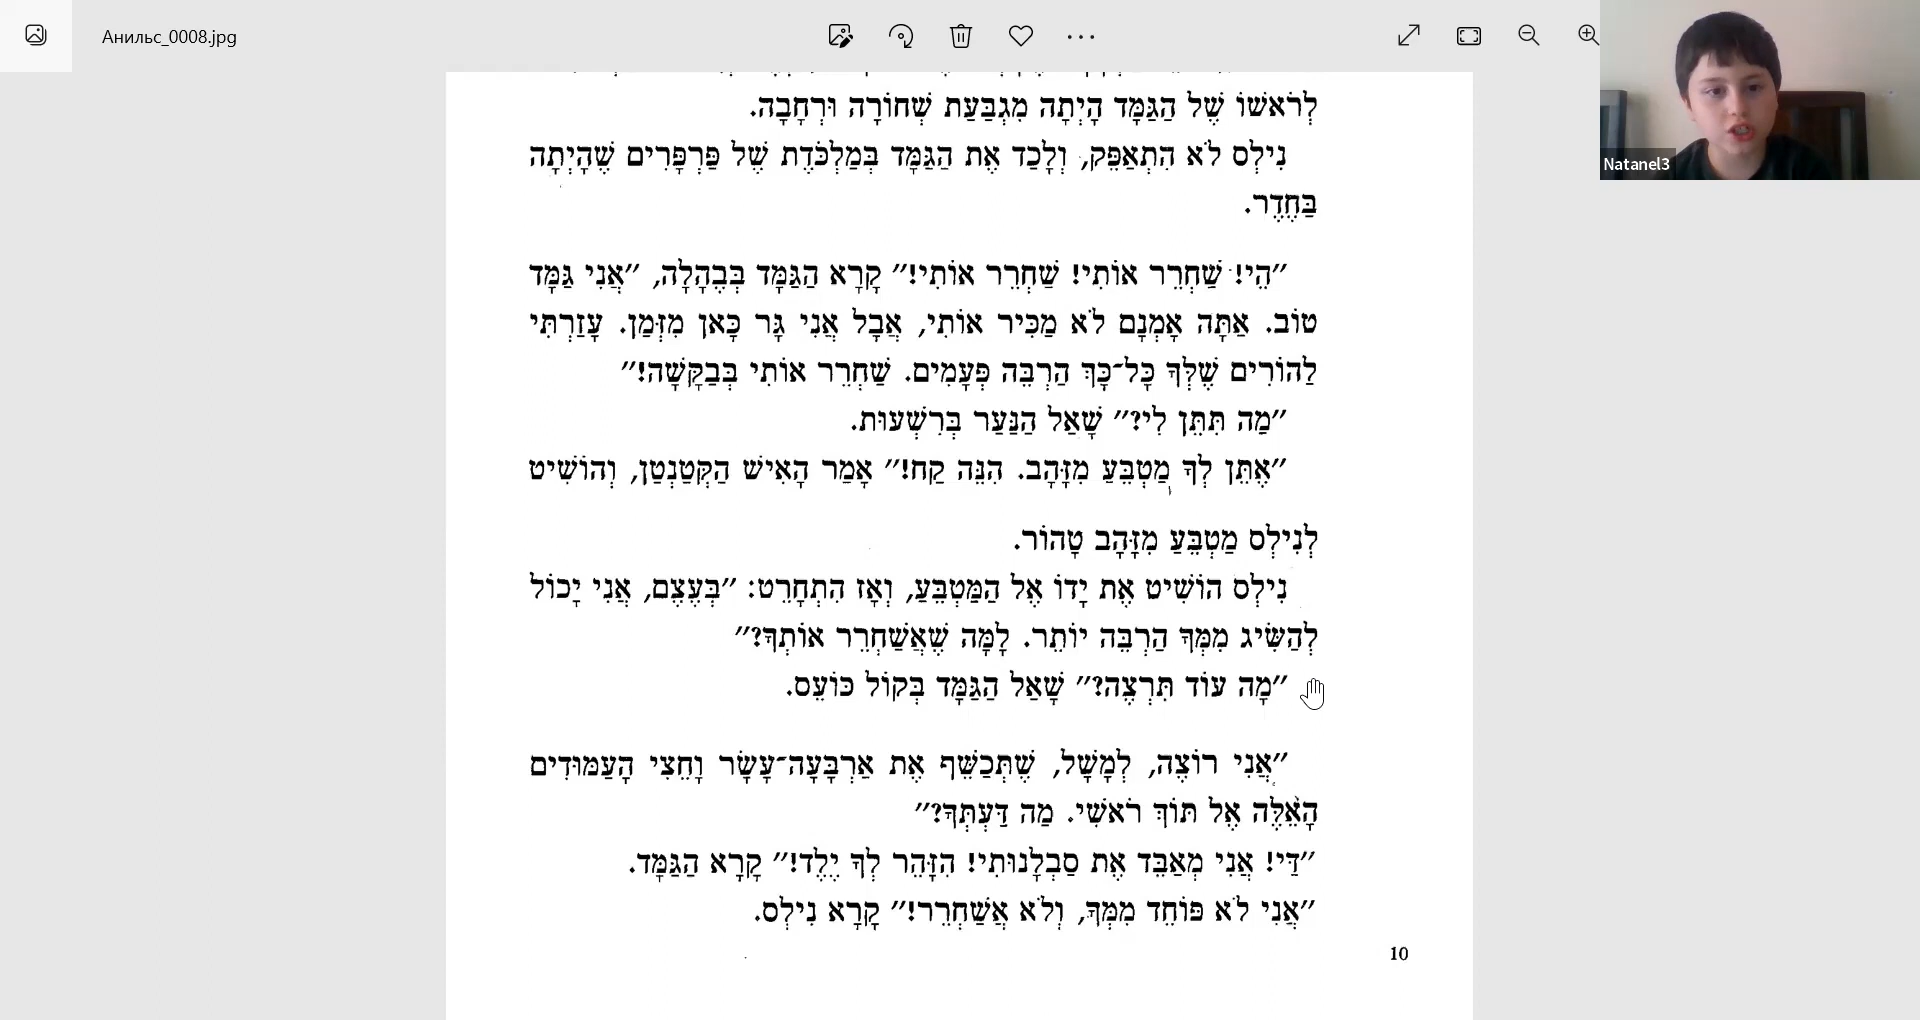 Анильс_0008.jpg
Natanel3
לְרֹאשׁוֹ שֶׁל הַגַּמָּד הָיְתָה מִגְבַּעַת שְׁחוֹרָה וּרְחָבָה.
נִילְס לֹא הִתְאַפֵּק, וְלָכַד אֶת הַגַּמָּד בְּמַלְכֹּדֶת שֶׁל פַּרְפָּרִים שֶׁהָיְתָה
בַּחֶדֶר.
"הֵי! שַׁחְרֵר אוֹתִי! שַׁחְרֵר אוֹתִי!" קָרָא הַגַּמָּד בְּבֶהָלָה, "אֲנִי גַּמָּד
טוֹב. אַתָּה אָמְנָם לֹא מַכִּיר אוֹתִי, אֲבָל אֲנִי גָּר כָּאן מִזְּמַן. עָזַרְתִּי
לַהוֹרִים שֶׁלְּךָ כָּל־כָּךְ הַרְבֵּה פְּעָמִים. שַׁחְרֵר אוֹתִי בְּבַקָּשָׁה!"
"מַה תִּתֵּן לִי?" שָׁאַל הַנַּעַר בְּרִשְׁעוּת.
"אֶתֵּן לְךָ מַטְבֵּעַ מִזָּהָב. הִנֵּה קַח!" אָמַר הָאִישׁ הַקְּטַנְטַן, וְהוֹשִׁיט
לְנִילְס מַטְבֵּעַ מִזָּהָב טָהוֹר.
נִילְס הוֹשִׁיט אֶת יָדוֹ אֶל הַמַּטְבֵּעַ, וְאָז הִתְחָרֵט: "בְּעֶצֶם, אֲנִי יָכוֹל
לְהַשִּׂיג מִמְּךָ הַרְבֵּה יוֹתֵר. לָמָּה שֶׁאֲשַׁחְרֵר אוֹתְךָ?"
"מָה עוֹד תִּרְצֶה?" שָׁאַל הַגַּמָּד בְּקוֹל כּוֹעֵס.
"אֲנִי רוֹצֶה, לְמָשָׁל, שֶׁתְּכַשֵּׁף אֶת אַרְבָּעָה־עָשָׂר וָחֵצִי הָעַמּוּדִים
הָאֵלֶּה אֶל תּוֹךְ רֹאשִׁי. מַה דַּעְתְּךָ?"
"דַּי! אֲנִי מְאַבֵּד אֶת סַבְלָנוּתִי! הִזָּהֵר לְךָ יֶלֶד!" קָרָא הַגַּמָּד.
"אֲנִי לֹא פּוֹחֵד מִמְּךָ, וְלֹא אֲשַׁחְרֵר!" קָרָא נִילְס.
10